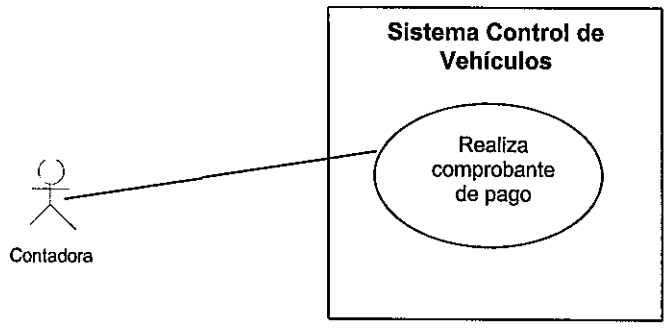 Sistema Control de
Vehículos
Realiza
comprobante
de pago
Contadora